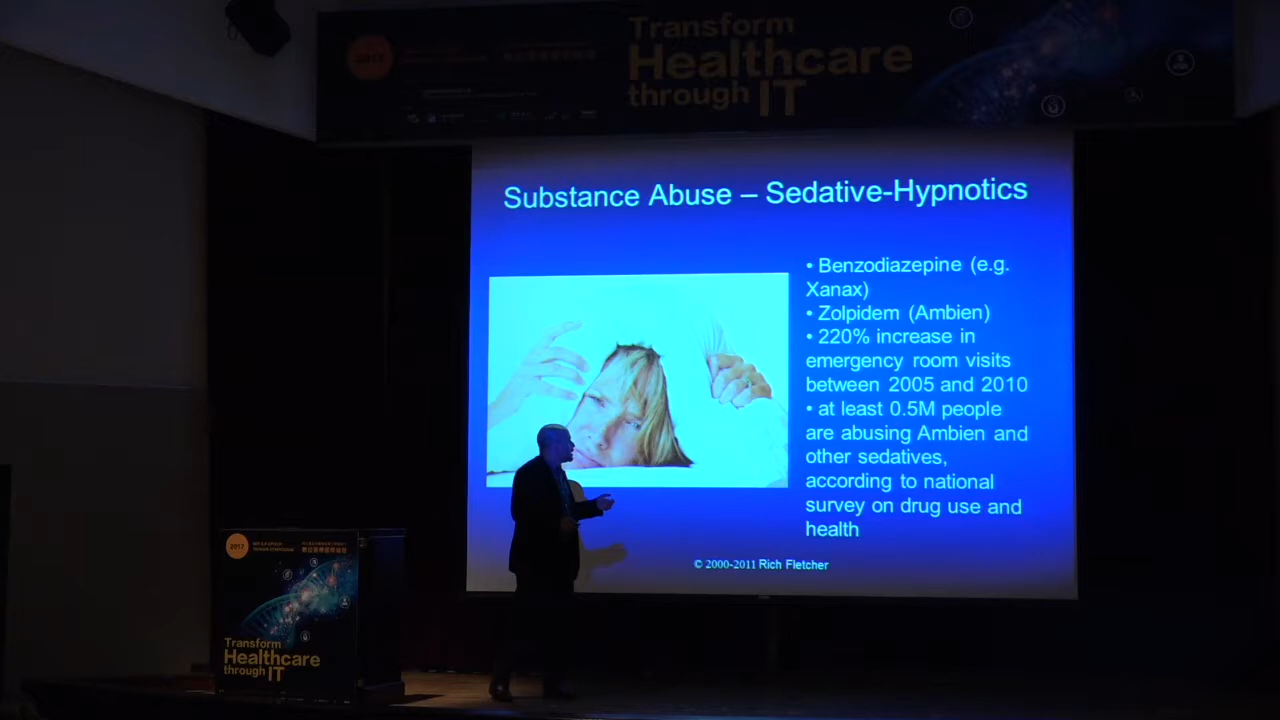 2017
Transform
Healthcare
through IT
Substance Abuse – Sedative-Hypnotics
• Benzodiazepine (e.g.
Xanax)
• Zolpidem (Ambien)
• 220% increase in
emergency room visits
between 2005 and 2010
• at least 0.5M people
are abusing Ambien and
other sedatives,
according to national
survey on drug use and
health
© 2000-2011 Rich Fletcher
2017
Transform
Healthcare
through IT